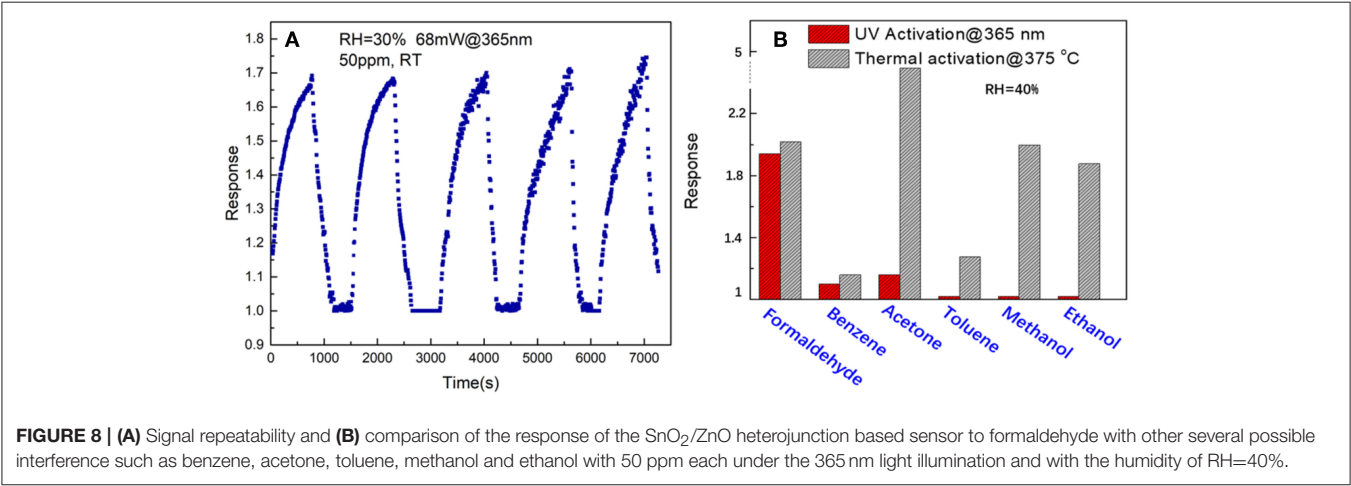 A
RH=30% 68mW@365nm
50ppm, RT
1.8
1.7
1.6
1.5
1.4
1.3
1.2
1.1
1.0
0.9
Response
0 1000 2000 3000 4000 5000 6000 7000
Time(s)
B
UV Activation@365 nm
Thermal activation@375 °C
RH=40%
5
2.2
1.8
1.4
1
Response
Formaldehyde
Benzene
Acetone
Toluene
Methanol
Ethanol
FIGURE 8 | (A) Signal repeatability and (B) comparison of the response of the SnO₂/ZnO heterojunction based sensor to formaldehyde with other several possible
interference such as benzene, acetone, toluene, methanol and ethanol with 50 ppm each under the 365 nm light illumination and with the humidity of RH=40%.